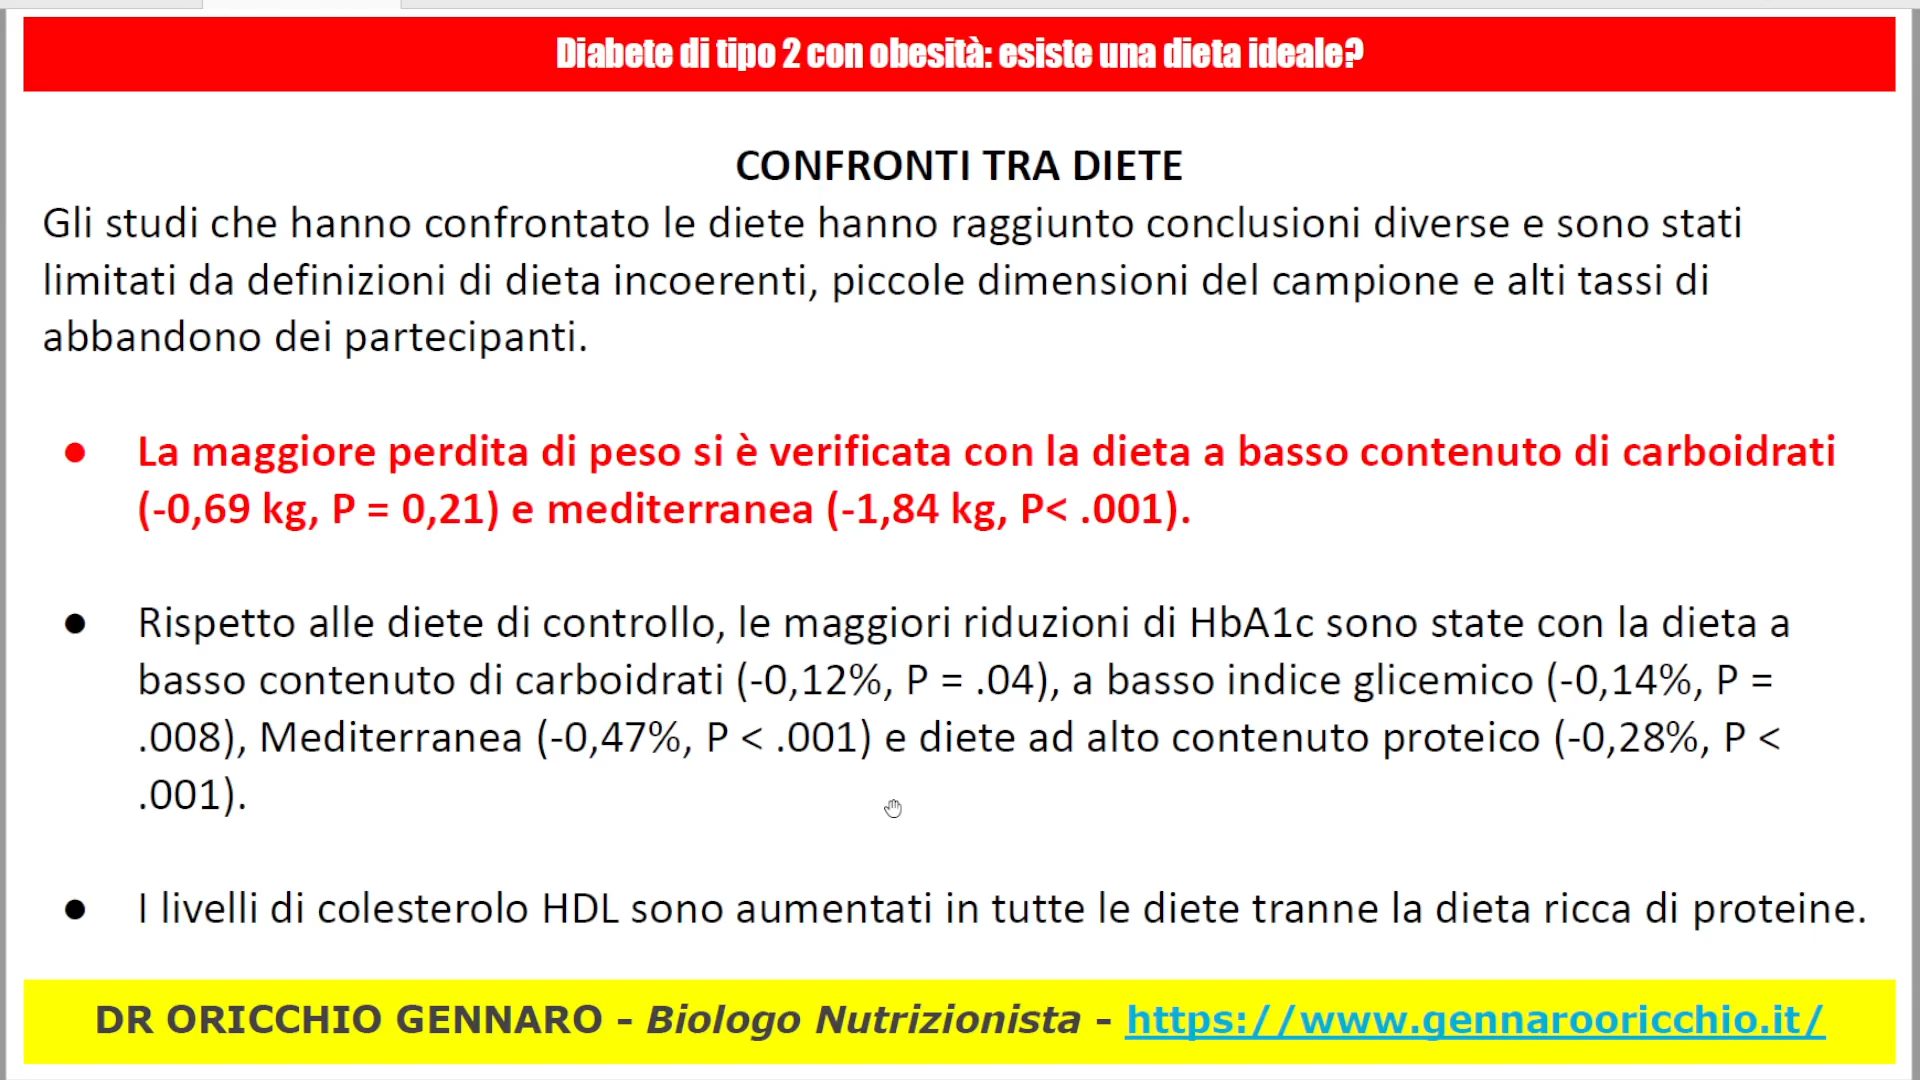 Diabete di tipo 2 con obesità: esiste una dieta ideale?
CONFRONTI TRA DIETE
Gli studi che hanno confrontato le diete hanno raggiunto conclusioni diverse e sono stati
limitati da definizioni di dieta incoerenti, piccole dimensioni del campione e alti tassi di
abbandono dei partecipanti.
● La maggiore perdita di peso si è verificata con la dieta a basso contenuto di carboidrati
(-0,69 kg, P = 0,21) e mediterranea (-1,84 kg, P< .001).
● Rispetto alle diete di controllo, le maggiori riduzioni di HbA1c sono state con la dieta a
basso contenuto di carboidrati (-0,12%, P = .04), a basso indice glicemico (-0,14%, P =
.008), Mediterranea (-0,47%, P < .001) e diete ad alto contenuto proteico (-0,28%, P <
.001).
● I livelli di colesterolo HDL sono aumentati in tutte le diete tranne la dieta ricca di proteine.
DR ORICCHIO GENNARO - Biologo Nutrizionista - https://www.gennarooricchio.it/